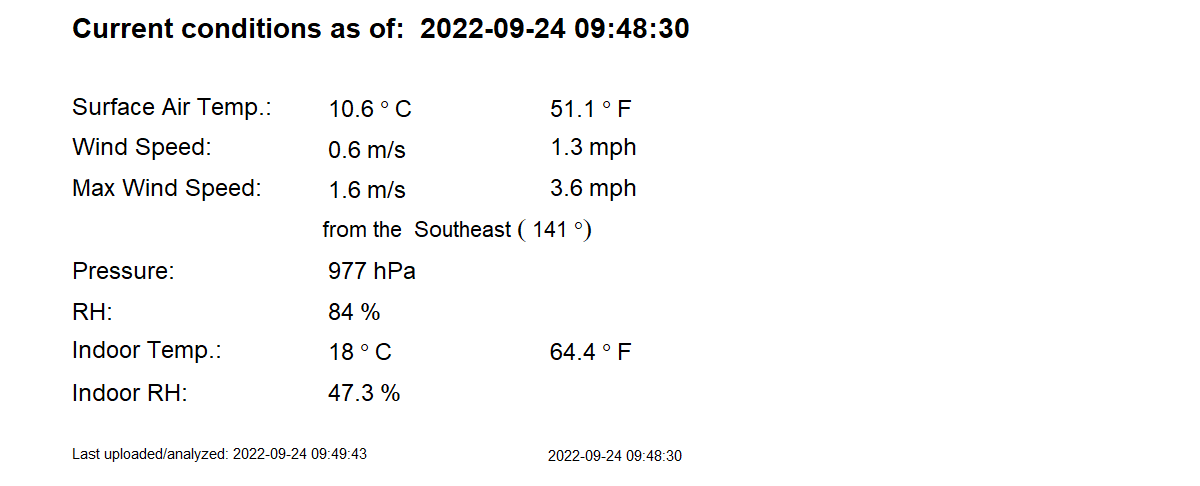 Current conditions as of: 2022-09-24 09:48:30
Surface Air Temp.: 10.6 ° C 51.1 ° F
Wind Speed: 0.6 m/s 1.3 mph
Max Wind Speed: 1.6 m/s 3.6 mph
from the Southeast ( 141 °)
Pressure: 977 hPa
RH: 84 %
Indoor Temp.: 18 ° C 64.4 ° F
Indoor RH: 47.3 %
Last uploaded/analyzed: 2022-09-24 09:49:43 2022-09-24 09:48:30